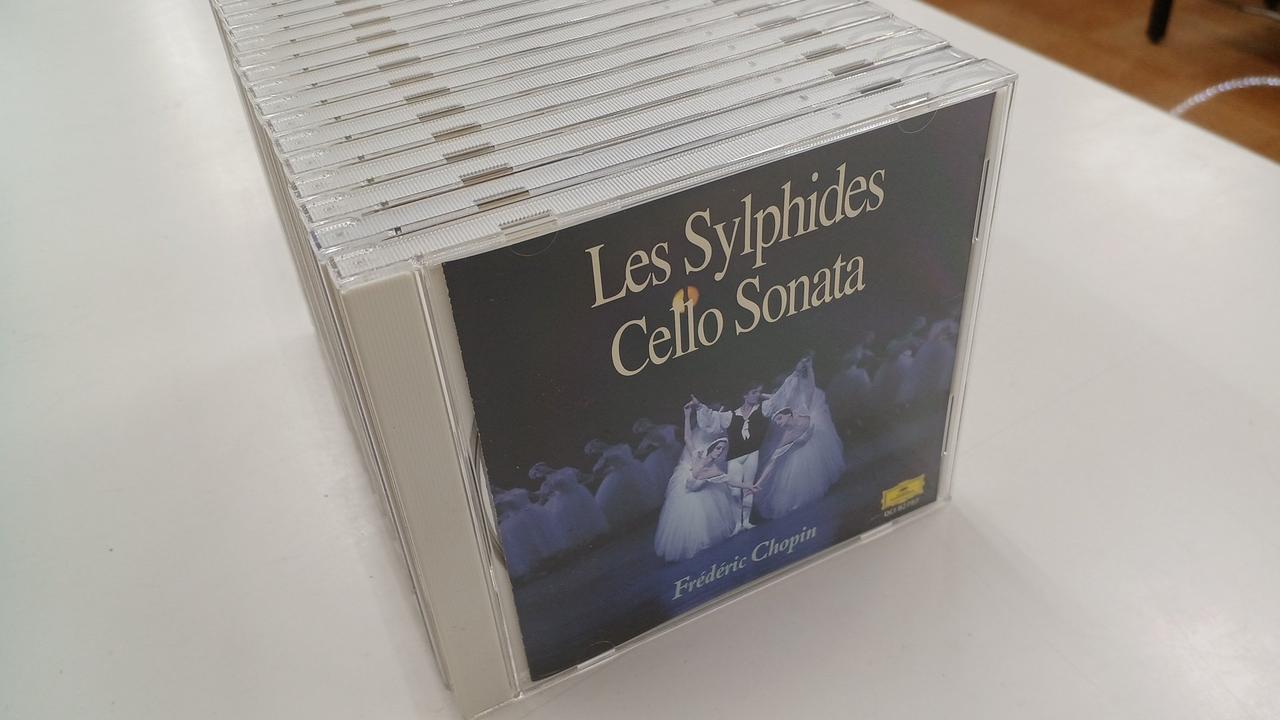 Les Sylphides
Cello Sonata
Frédéric Chopin